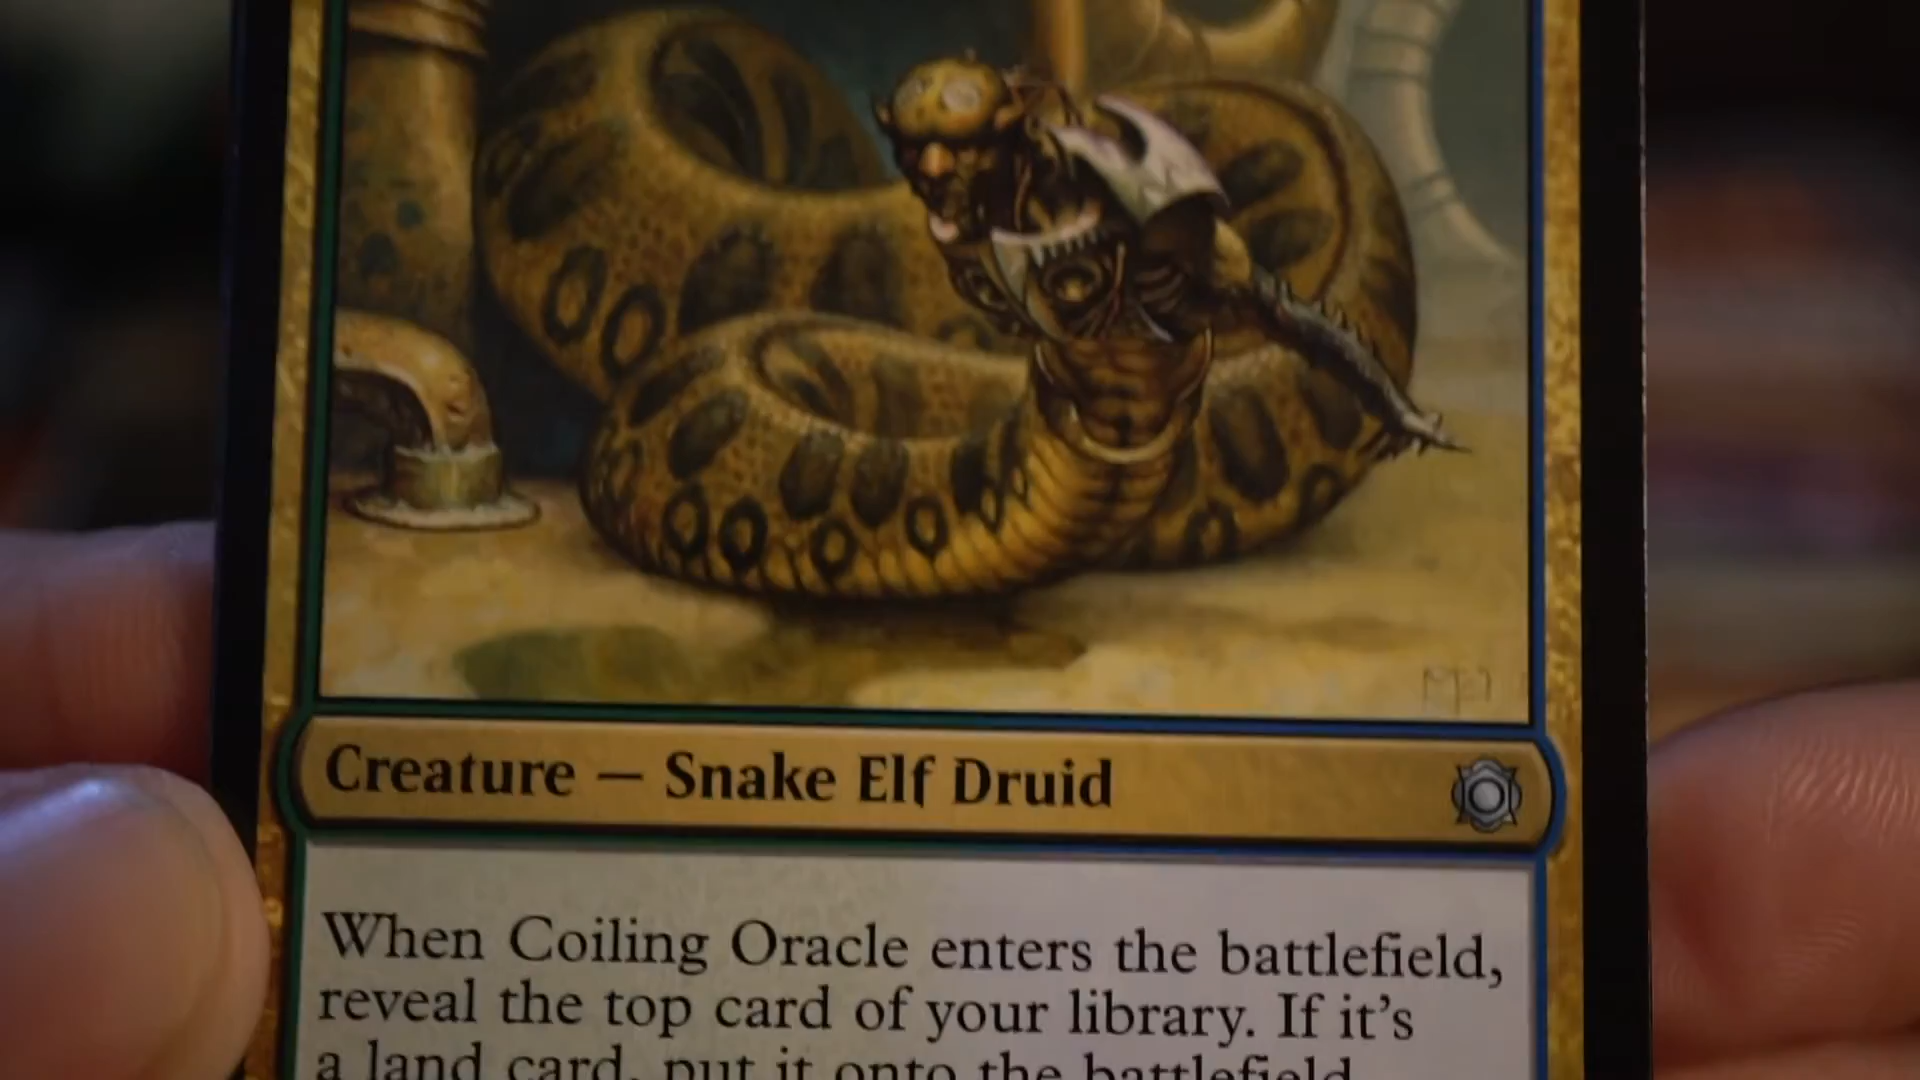 Creature — Snake Elf Druid
When Coiling Oracle enters the battlefield,
reveal the top card of your library. If it's
a land card, put it onto the battlefield.